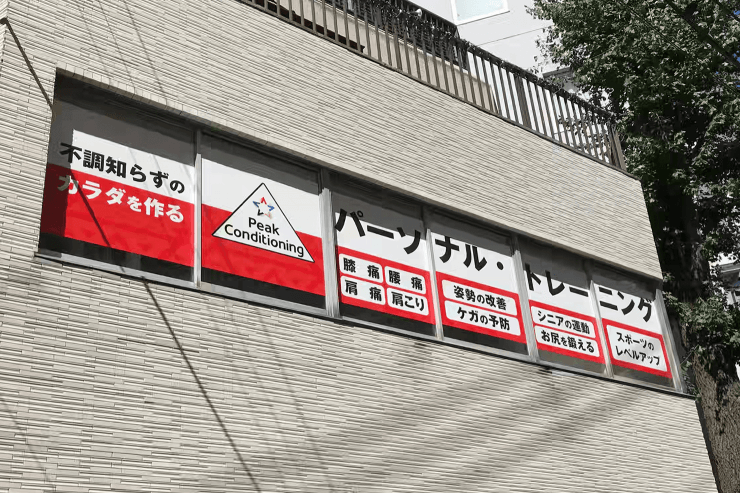 不調知らずの
カラダを作る
Peak
Conditioning
パーソナル・トレーニング
膝痛 腰痛
肩痛 肩こり
姿勢の改善
ケガの予防
シニアの運動
お尻を鍛える
スポーツの
レベルアップ